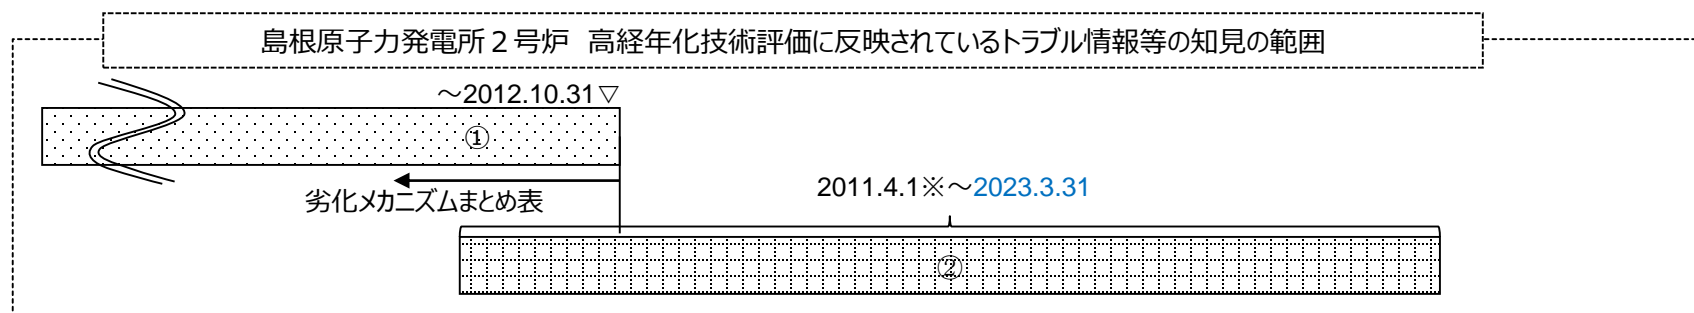 島根原子力発電所２号炉　高経年化技術評価に反映されているトラブル情報等の知見の範囲
～2012.10.31▽
①
劣化メカニズムまとめ表
2011.4.1※～2023.3.31
②